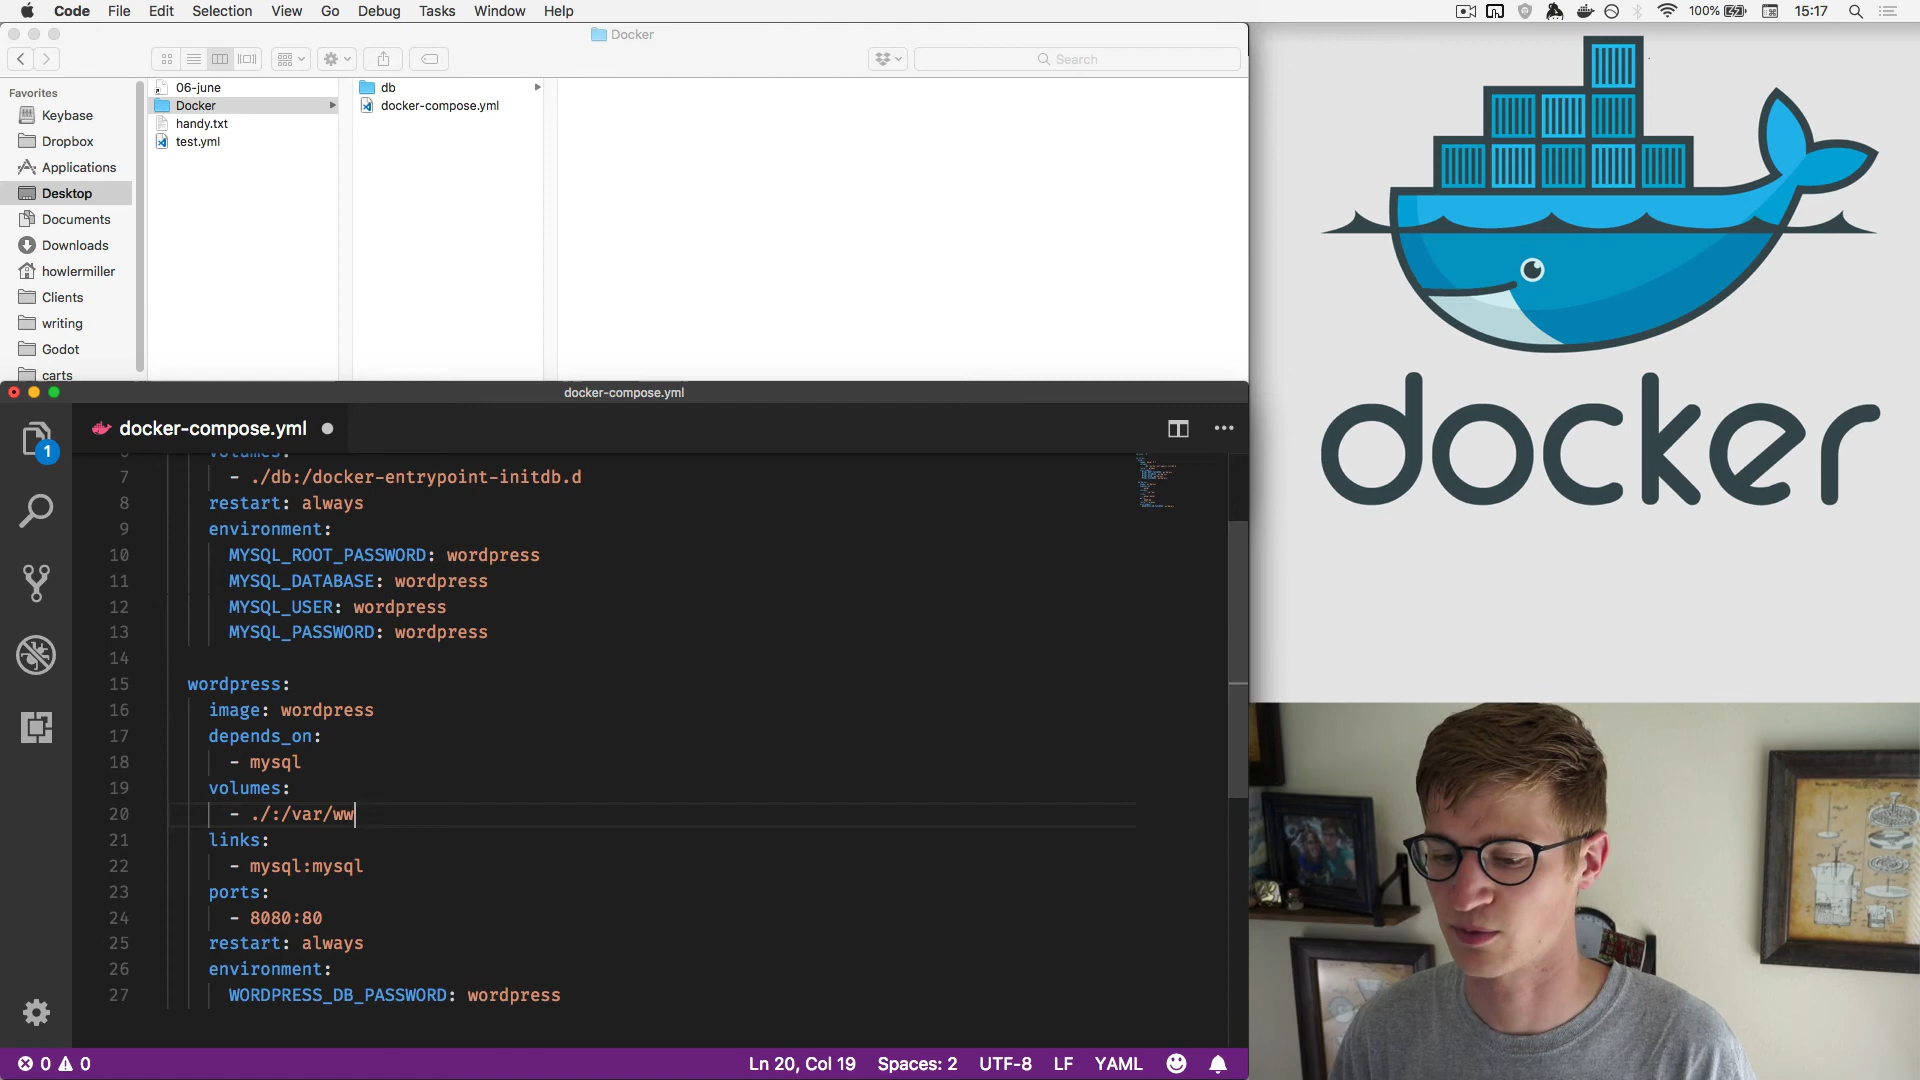 Code File Edit Selection View Go Debug Tasks Window Help
100% 15:17
Docker
Search
Favorites
Keybase
Dropbox
Applications
Desktop
Documents
Downloads
howlermiller
Clients
writing
Godot
carts
06-june
Docker
handy.txt
test.yml
db
docker-compose.yml
docker
docker-compose.yml
1
docker-compose.yml
6 volumes:
7 - ./db:/docker-entrypoint-initdb.d
8 restart: always
9 environment:
10 MYSQL_ROOT_PASSWORD: wordpress
11 MYSQL_DATABASE: wordpress
12 MYSQL_USER: wordpress
13 MYSQL_PASSWORD: wordpress
14
15 wordpress:
16 image: wordpress
17 depends_on:
18 - mysql
19 volumes:
20 - ./:/var/ww
21 links:
22 - mysql:mysql
23 ports:
24 - 8080:80
25 restart: always
26 environment:
27 WORDPRESS_DB_PASSWORD: wordpress
0 0 Ln 20, Col 19 Spaces: 2 UTF-8 LF YAML